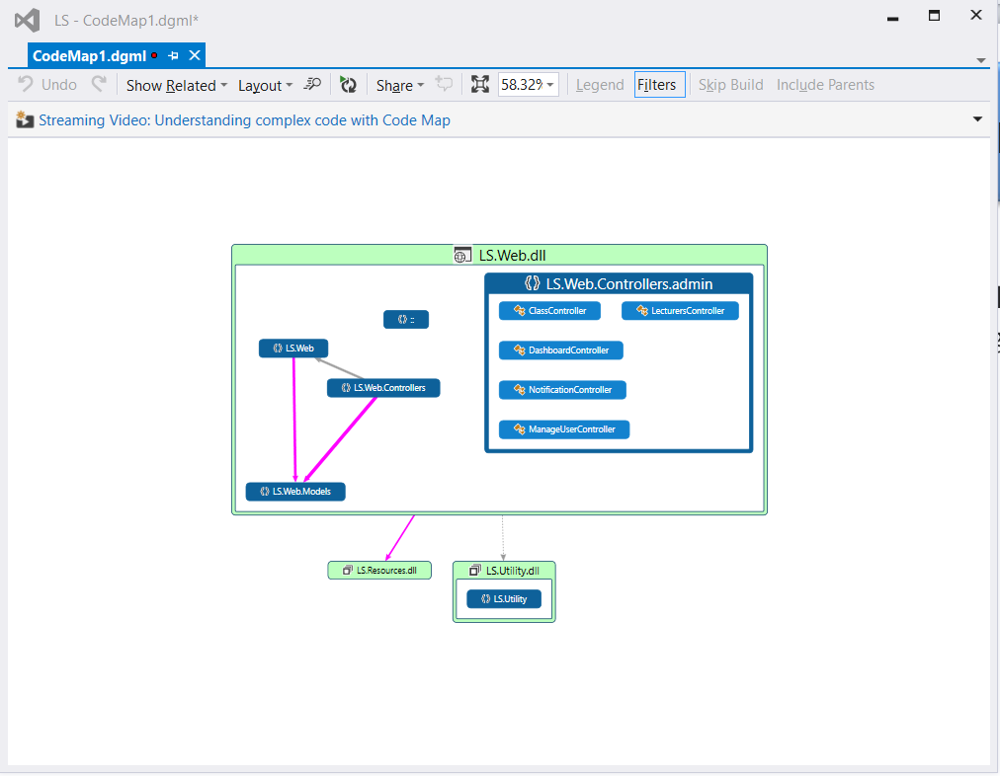 LS - CodeMap1.dgml*
CodeMap1.dgml
Undo Show Related Layout Share 58.32% Legend Filters Skip Build Include Parents
Streaming Video: Understanding complex code with Code Map
LS.Web.dll
LS.Web.Controllers.admin
ClassController LecturersController
::
LS.Web
DashboardController
LS.Web.Controllers
NotificationController
ManageUserController
LS.Web.Models
LS.Resources.dll
LS.Utility.dll
LS.Utility